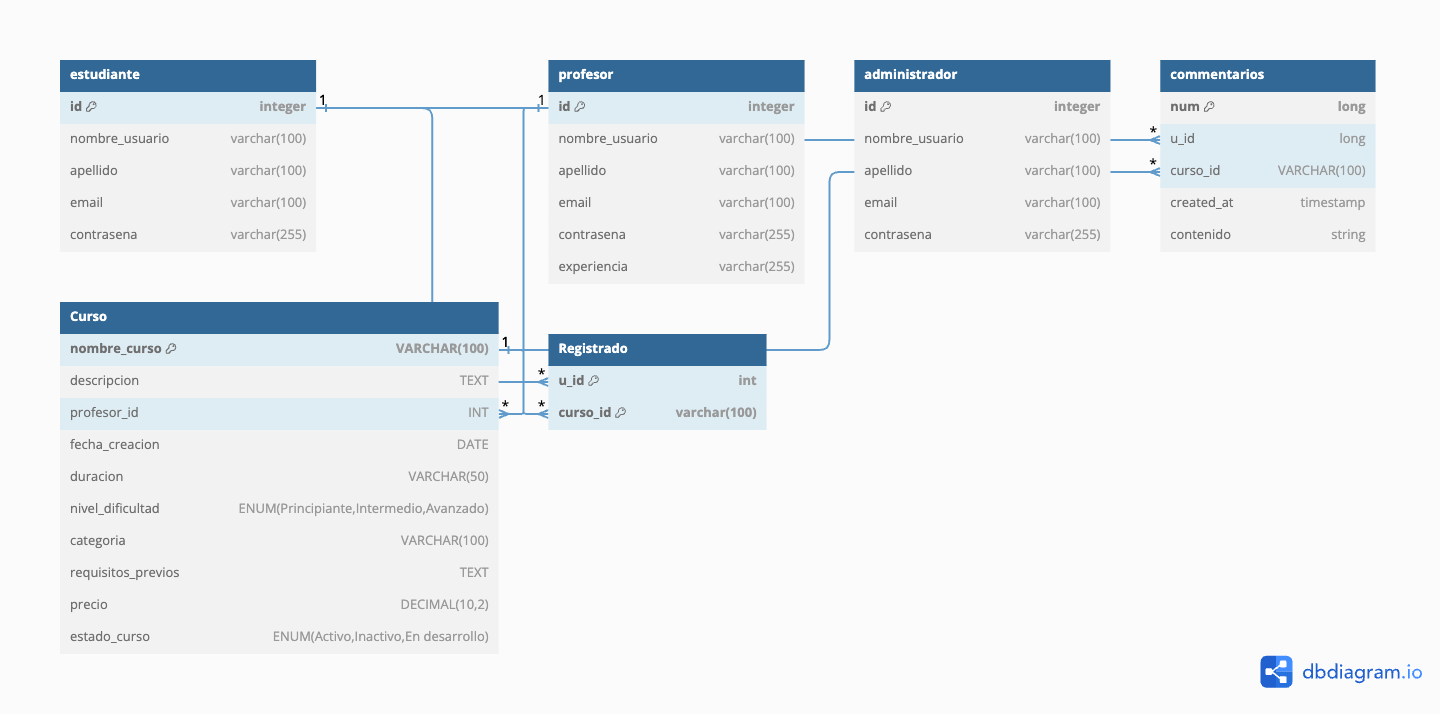 estudiante
id integer
nombre_usuario varchar(100)
apellido varchar(100)
email varchar(100)
contrasena varchar(255)
1
profesor
1
id integer
nombre_usuario varchar(100)
apellido varchar(100)
email varchar(100)
contrasena varchar(255)
experiencia varchar(255)
administrador
id integer
nombre_usuario varchar(100)
apellido varchar(100)
email varchar(100)
contrasena varchar(255)
commentarios
num long
* u_id long
* curso_id VARCHAR(100)
created_at timestamp
contenido string
Curso
nombre_curso VARCHAR(100)
1
descripcion TEXT
profesor_id INT
*
fecha_creacion DATE
duracion VARCHAR(50)
nivel_dificultad ENUM(Principiante,Intermedio,Avanzado)
categoria VARCHAR(100)
requisitos_previos TEXT
precio DECIMAL(10,2)
estado_curso ENUM(Activo,Inactivo,En desarrollo)
Registrado
* u_id int
* curso_id varchar(100)
dbdiagram.io